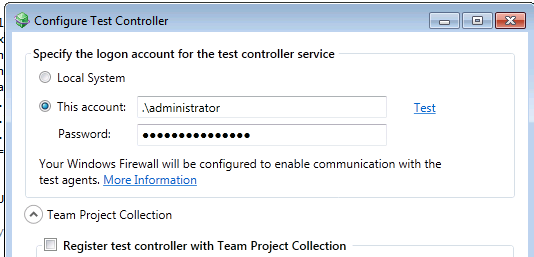 Configure Test Controller
Specify the logon account for the test controller service
Local System
This account: .\administrator Test
Password: ●●●●●●●●●●●●●●●
Your Windows Firewall will be configured to enable communication with the
test agents. More Information
Team Project Collection
Register test controller with Team Project Collection